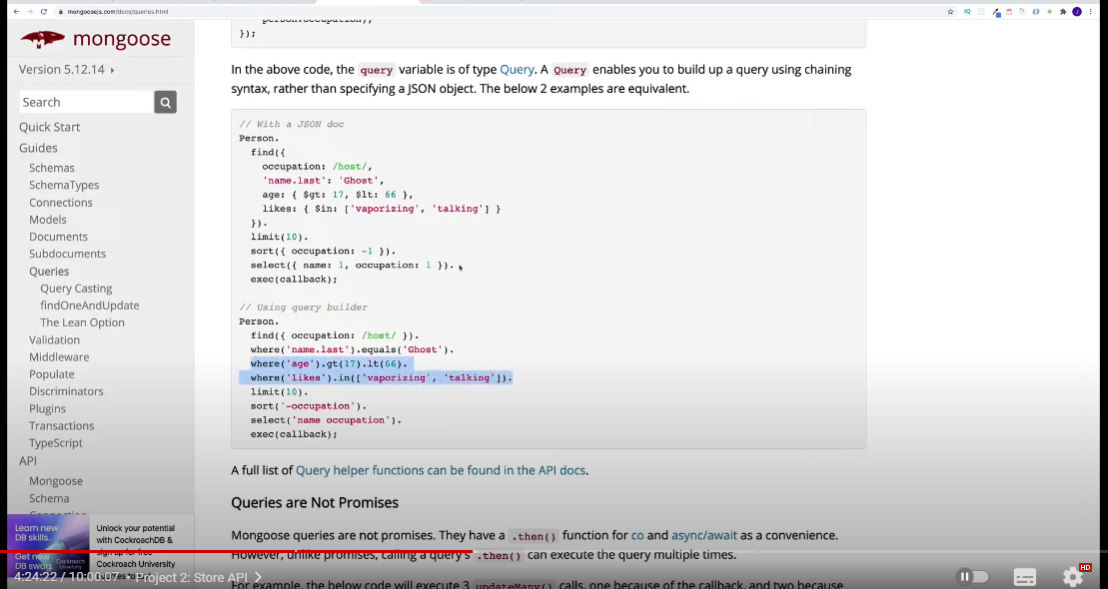 mongoosejs.com/docs/queries.html
mongoose
Version 5.12.14
Search
Quick Start
Guides
Schemas
SchemaTypes
Connections
Models
Documents
Subdocuments
Queries
Query Casting
findOneAndUpdate
The Lean Option
Validation
Middleware
Populate
Discriminators
Plugins
Transactions
TypeScript
API
Mongoose
Schema
Connection
person.occupation);
});
In the above code, the query variable is of type Query. A Query enables you to build up a query using chaining
syntax, rather than specifying a JSON object. The below 2 examples are equivalent.
// With a JSON doc
Person.
find({
occupation: /host/,
'name.last': 'Ghost',
age: { $gt: 17, $lt: 66 },
likes: { $in: ['vaporizing', 'talking'] }
}).
limit(10).
sort({ occupation: -1 }).
select({ name: 1, occupation: 1 }).
exec(callback);
// Using query builder
Person.
find({ occupation: /host/ }).
where('name.last').equals('Ghost').
where('age').gt(17).lt(66).
where('likes').in(['vaporizing', 'talking']).
limit(10).
sort('-occupation').
select('name occupation').
exec(callback);
A full list of Query helper functions can be found in the API docs.
Queries are Not Promises
Mongoose queries are not promises. They have a .then() function for co and async/await as a convenience.
However, unlike promises, calling a query's .then() can execute the query multiple times.
For example, the below code will execute 3 updateMany() calls, one because of the callback, and two because
Learn new
DB skills.
Get new
DB swag.
Cockroach
University
Unlock your potential
with CockroachDB &
sign up for free
Cockroach University
4:24:22 / 10:00:07
Project 2: Store API
HD